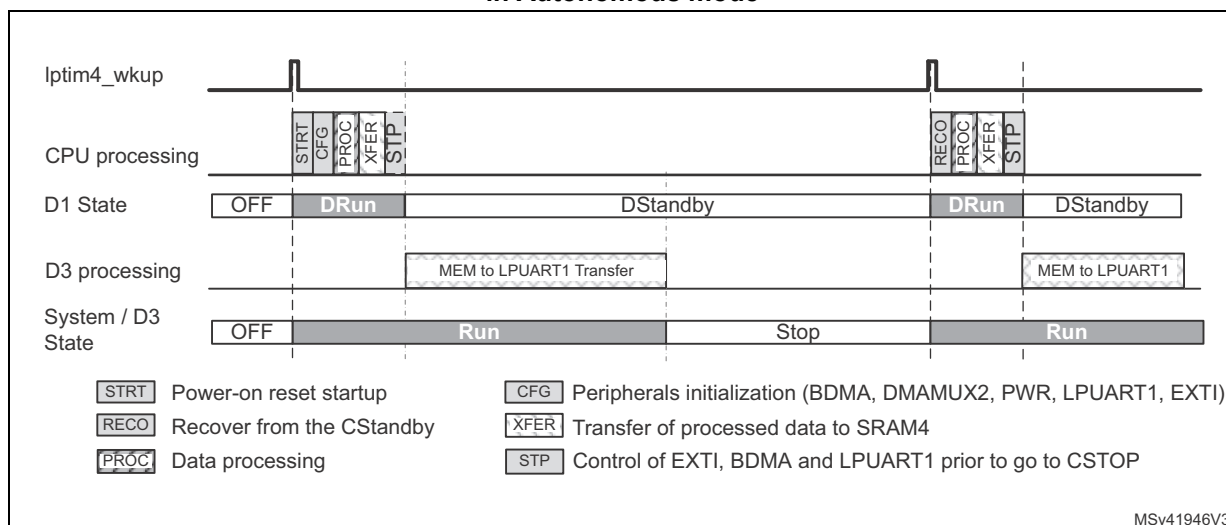 in Autonomous mode
lptim4_wkup
CPU processing
STRT
CFG
PROC
XFER
STP
RECO
PROC
XFER
STP
D1 State
OFF
DRun
DStandby
DRun
DStandby
D3 processing
MEM to LPUART1 Transfer
MEM to LPUART1
System / D3
State
OFF
Run
Stop
Run
STRT Power-on reset startup
CFG Peripherals initialization (BDMA, DMAMUX2, PWR, LPUART1, EXTI)
RECO Recover from the CStandby
XFER Transfer of processed data to SRAM4
PROC Data processing
STP Control of EXTI, BDMA and LPUART1 prior to go to CSTOP
MSv41946V3